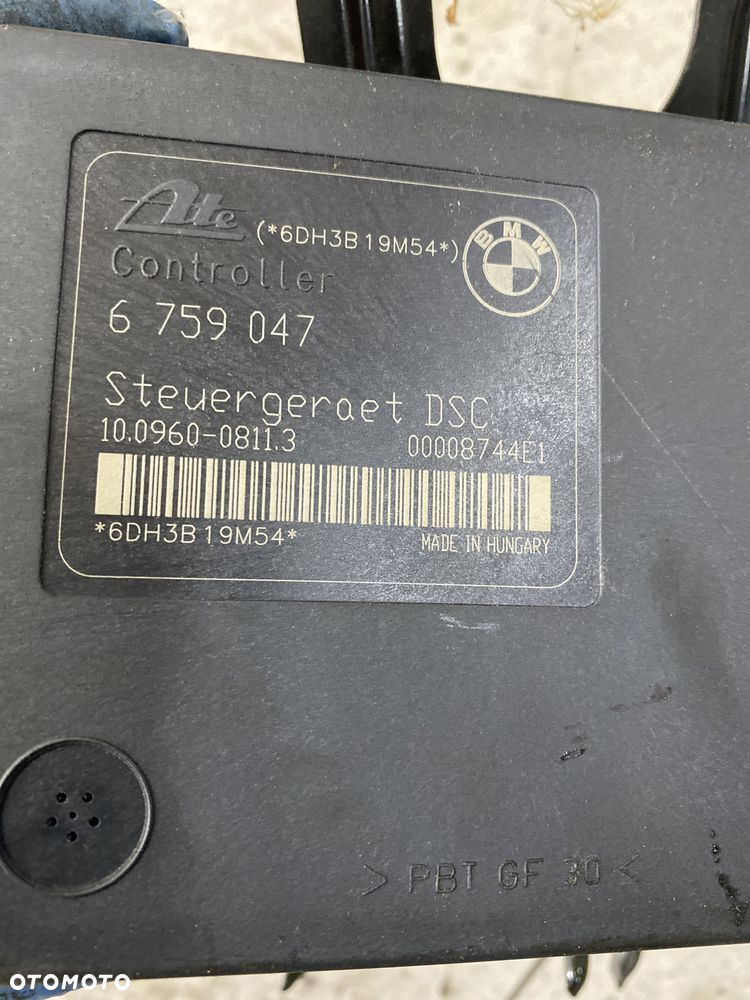 Ate
(*6DH3B19M54*)
BMW
Controller
6 759 047
Steuergeraet DSC
10.0960-0811.3 00008744E1
*6DH3B19M54*
MADE IN HUNGARY
> PBT GF 30 <
OTOMOTO
OTOMOTO